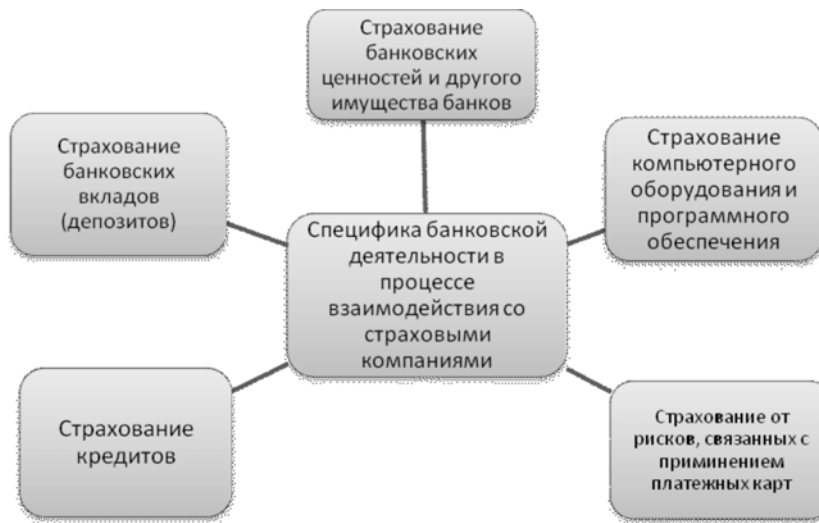 Страхование
банковских
ценностей и другого
имущества банков
Страхование
банковских
вкладов
(депозитов)
Страхование
компьютерного
оборудования и
программного
обеспечения
Специфика банковской
деятельности в
процессе
взаимодействия со
страховыми
компаниями
Страхование
кредитов
Страхование от
рисков, связанных с
приминением
платежных карт